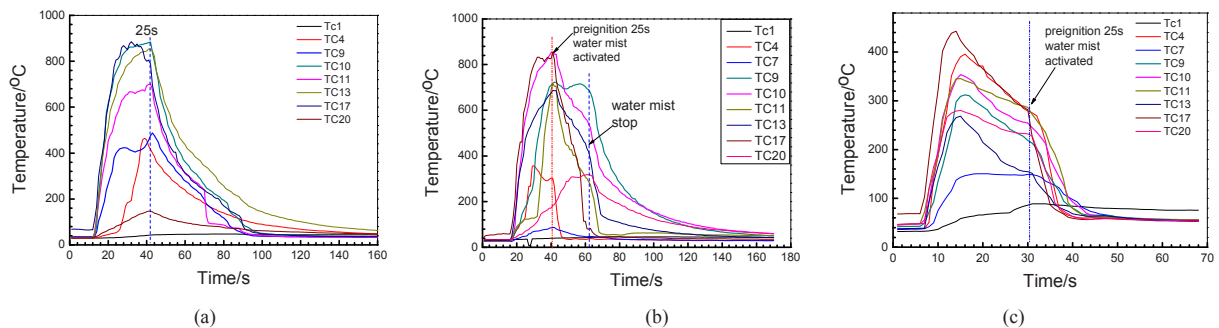 25s
Tc1
TC4
TC9
TC10
TC11
TC13
TC17
TC20
Temperature/°C
1000
800
600
400
200
0
0 20 40 60 80 100 120 140 160
Time/s
(a)
preignition 25s
water mist
activated
water mist
stop
Tc1
TC4
TC7
TC9
TC10
TC11
TC13
TC17
TC20
Temperature/°C
1000
800
600
400
200
0
0 20 40 60 80 100 120 140 160 180
Time/s
(b)
Tc1
TC4
TC7
TC9
TC10
TC11
TC13
TC17
TC20
preignition 25s
water mist
activated
Temperature/°C
400
300
200
100
0
0 10 20 30 40 50 60 70
Time/s
(c)